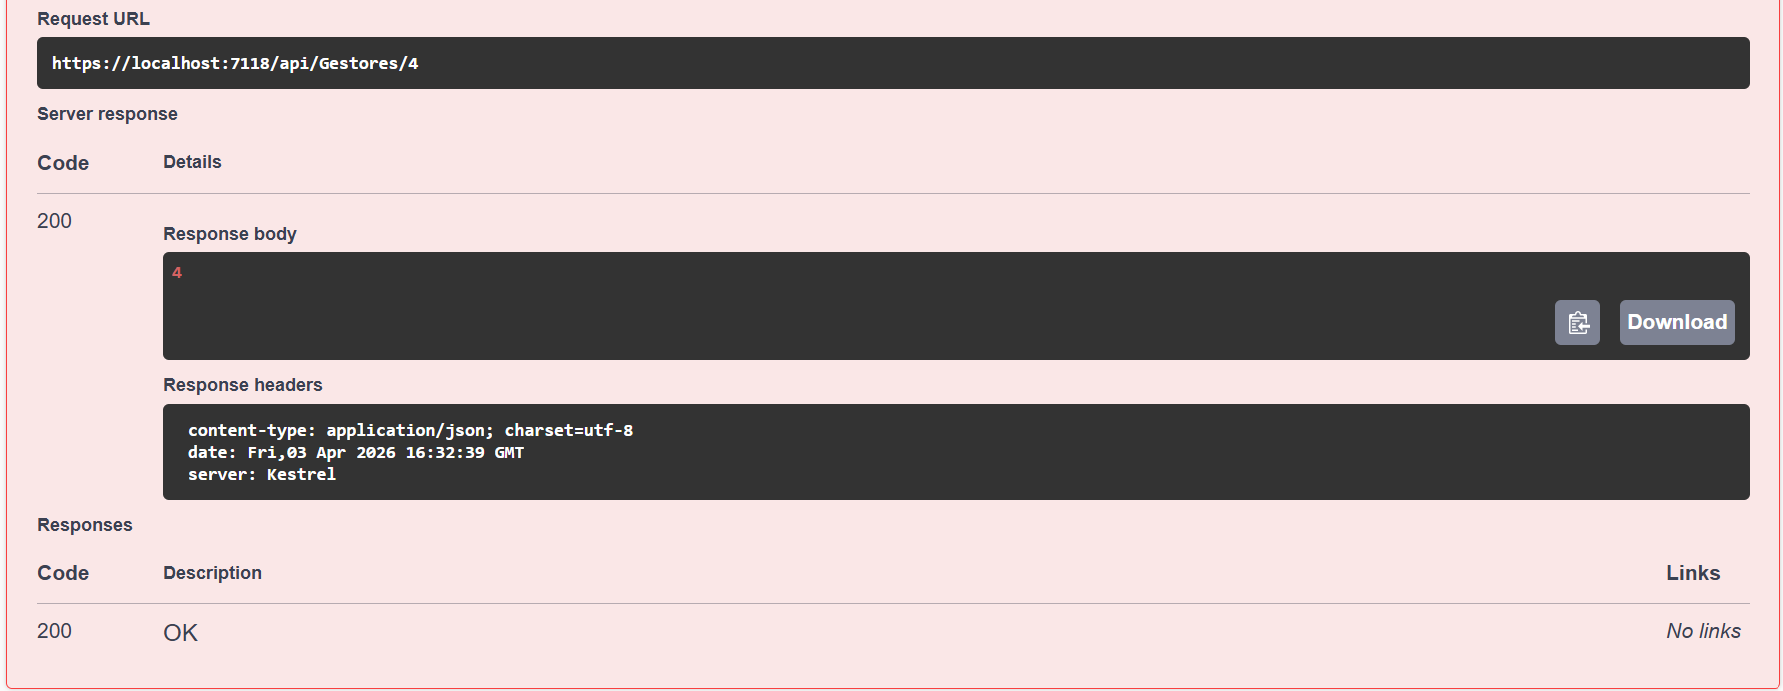 Request URL
https://localhost:7118/api/Gestores/4
Server response
Code Details
200
Response body
4
Download
Response headers
content-type: application/json; charset=utf-8
date: Fri,03 Apr 2026 16:32:39 GMT
server: Kestrel
Responses
Code Description Links
200 OK No links